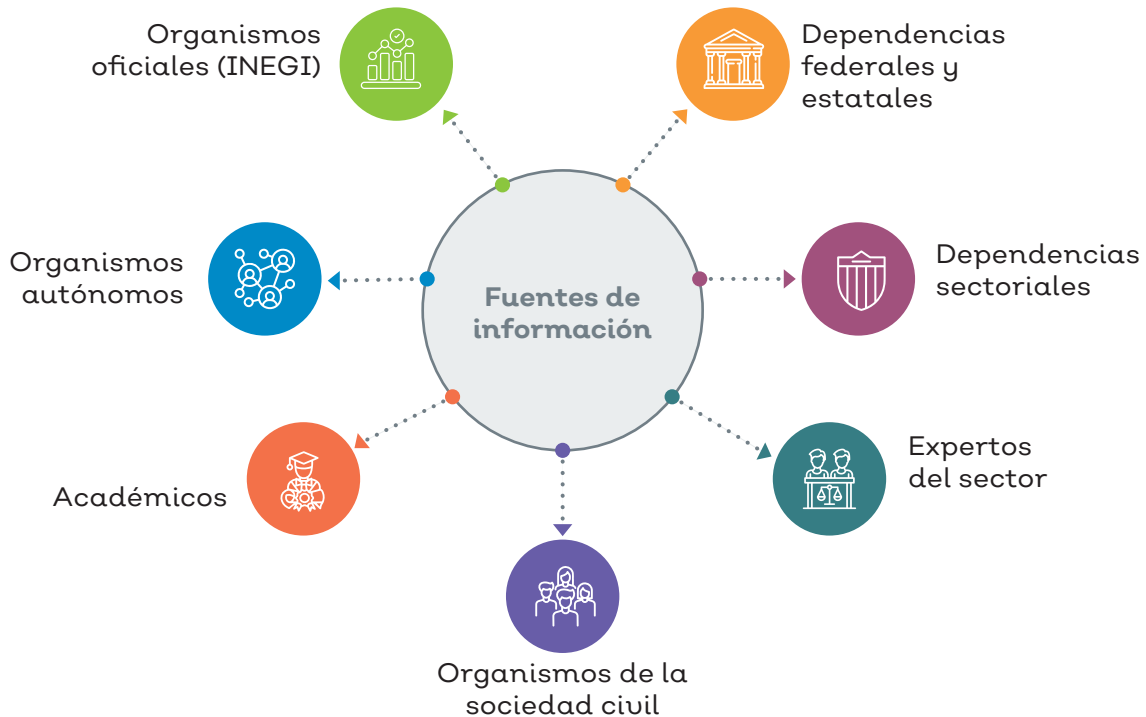 Organismos
oficiales (INEGI)
Dependencias
federales y
estatales
Organismos
autónomos
Fuentes de
información
Dependencias
sectoriales
Académicos
Expertos
del sector
Organismos de la
sociedad civil